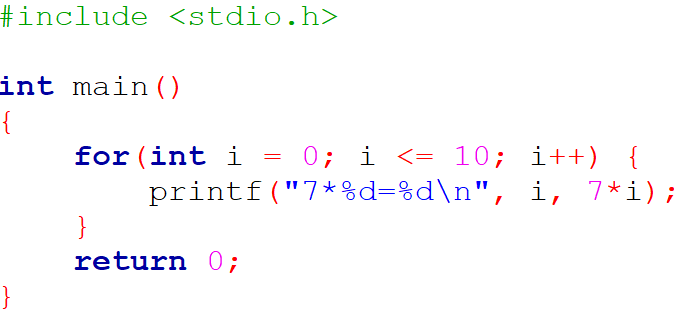 #include <stdio.h>

int main()
{
    for(int i = 0; i <= 10; i++) {
        printf("7*%d=%d\n", i, 7*i);
    }
    return 0;
}